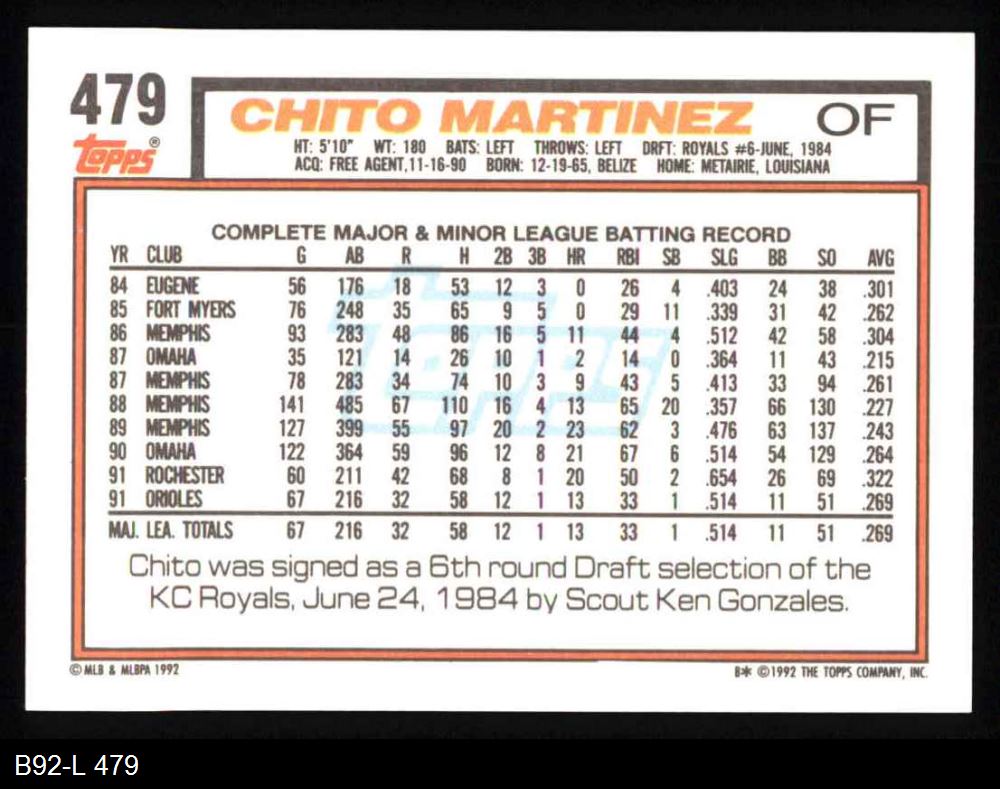 479
CHITO MARTINEZ OF
topps®
HT: 5'10" WT: 180 BATS: LEFT THROWS: LEFT DRFT: ROYALS #6-JUNE, 1984
ACQ: FREE AGENT,11-16-90 BORN: 12-19-65, BELIZE HOME: METAIRIE, LOUISIANA
COMPLETE MAJOR & MINOR LEAGUE BATTING RECORD
YR CLUB G AB R H 2B 3B HR RBI SB SLG BB SO AVG
84 EUGENE 56 176 18 53 12 3 0 26 4 .403 24 38 .301
85 FORT MYERS 76 248 35 65 9 5 0 29 11 .339 31 42 .262
86 MEMPHIS 93 283 48 86 16 5 11 44 4 .512 42 58 .304
87 OMAHA 35 121 14 26 10 1 2 14 0 .364 11 43 .215
87 MEMPHIS 78 283 34 74 10 3 9 43 5 .413 33 94 .261
88 MEMPHIS 141 485 67 110 16 4 13 65 20 .357 66 130 .227
89 MEMPHIS 127 399 55 97 20 2 23 62 3 .476 63 137 .243
90 OMAHA 122 364 59 96 12 8 21 67 6 .514 54 129 .264
91 ROCHESTER 60 211 42 68 8 1 20 50 2 .654 26 69 .322
91 ORIOLES 67 216 32 58 12 1 13 33 1 .514 11 51 .269
MAJ. LEA. TOTALS 67 216 32 58 12 1 13 33 1 .514 11 51 .269
topps
Chito was signed as a 6th round Draft selection of the
KC Royals, June 24, 1984 by Scout Ken Gonzales.
© MLB & MLBPA 1992
B* ©1992 THE TOPPS COMPANY, INC.
B92-L 479